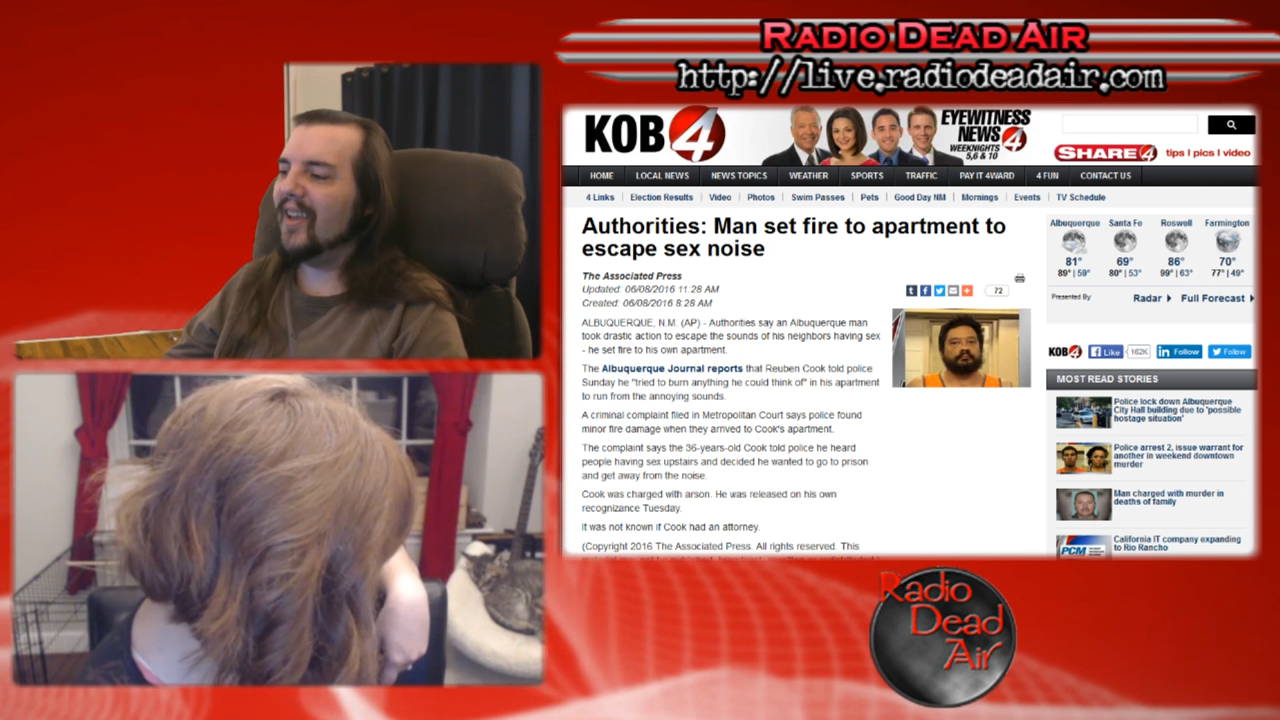 RADIO DEAD AIR
http://live.radiodeadair.com
KOB 4
EYEWITNESS
NEWS 4
WEEKNIGHTS
5,6 & 10
SHARE 4 tips | pics | video
HOME LOCAL NEWS NEWS TOPICS WEATHER SPORTS TRAFFIC PAY IT 4WARD 4 FUN CONTACT US
4 Links Election Results Video Photos Swim Passes Pets Good Day NM Mornings Events TV Schedule
Authorities: Man set fire to apartment to
escape sex noise
The Associated Press
Updated: 06/08/2016 11:28 AM
Created: 06/08/2016 8:28 AM
72
ALBUQUERQUE, N.M. (AP) - Authorities say an Albuquerque man
took drastic action to escape the sounds of his neighbors having sex
- he set fire to his own apartment.
The Albuquerque Journal reports that Reuben Cook told police
Sunday he "tried to burn anything he could think of" in his apartment
to run from the annoying sounds.
A criminal complaint filed in Metropolitan Court says police found
minor fire damage when they arrived to Cook's apartment.
The complaint says the 36-years-old Cook told police he heard
people having sex upstairs and decided he wanted to go to prison
and get away from the noise.
Cook was charged with arson. He was released on his own
recognizance Tuesday.
It was not known if Cook had an attorney.
(Copyright 2016 The Associated Press. All rights reserved. This
Albuquerque Santa Fe Roswell Farmington
81° 69° 86° 70°
89° | 59° 80° | 53° 99° | 63° 77° | 49°
Presented By Radar Full Forecast
KOB 4 Like 162K Follow Follow
MOST READ STORIES
Police lock down Albuquerque
City Hall building due to 'possible
hostage situation'
Police arrest 2, issue warrant for
another in weekend downtown
murder
Man charged with murder in
deaths of family
California IT company expanding
to Rio Rancho
PCM
Radio
Dead
Air